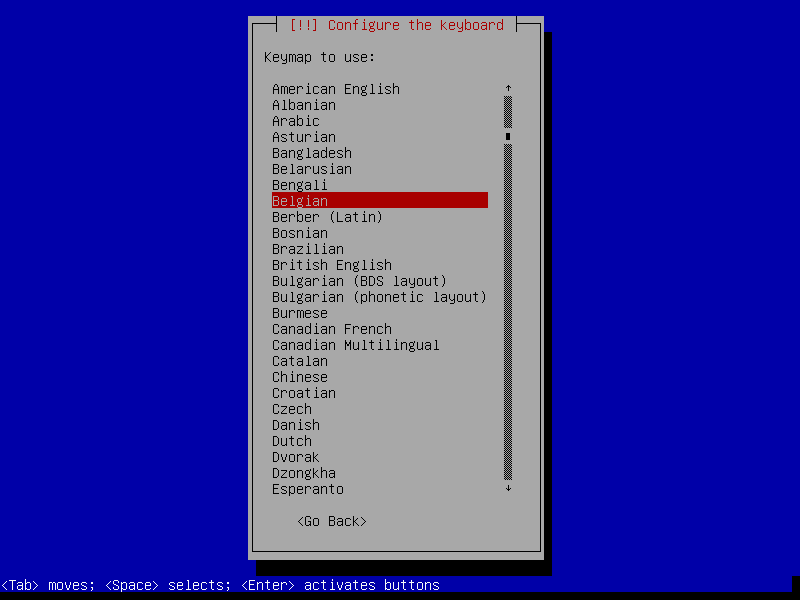 [!!] Configure the keyboard
Keymap to use:
American English
Albanian
Arabic
Asturian
Bangladesh
Belarusian
Bengali
Belgian
Berber (Latin)
Bosnian
Brazilian
British English
Bulgarian (BDS layout)
Bulgarian (phonetic layout)
Burmese
Canadian French
Canadian Multilingual
Catalan
Chinese
Croatian
Czech
Danish
Dutch
Dvorak
Dzongkha
Esperanto
<Go Back>
<Tab> moves; <Space> selects; <Enter> activates buttons